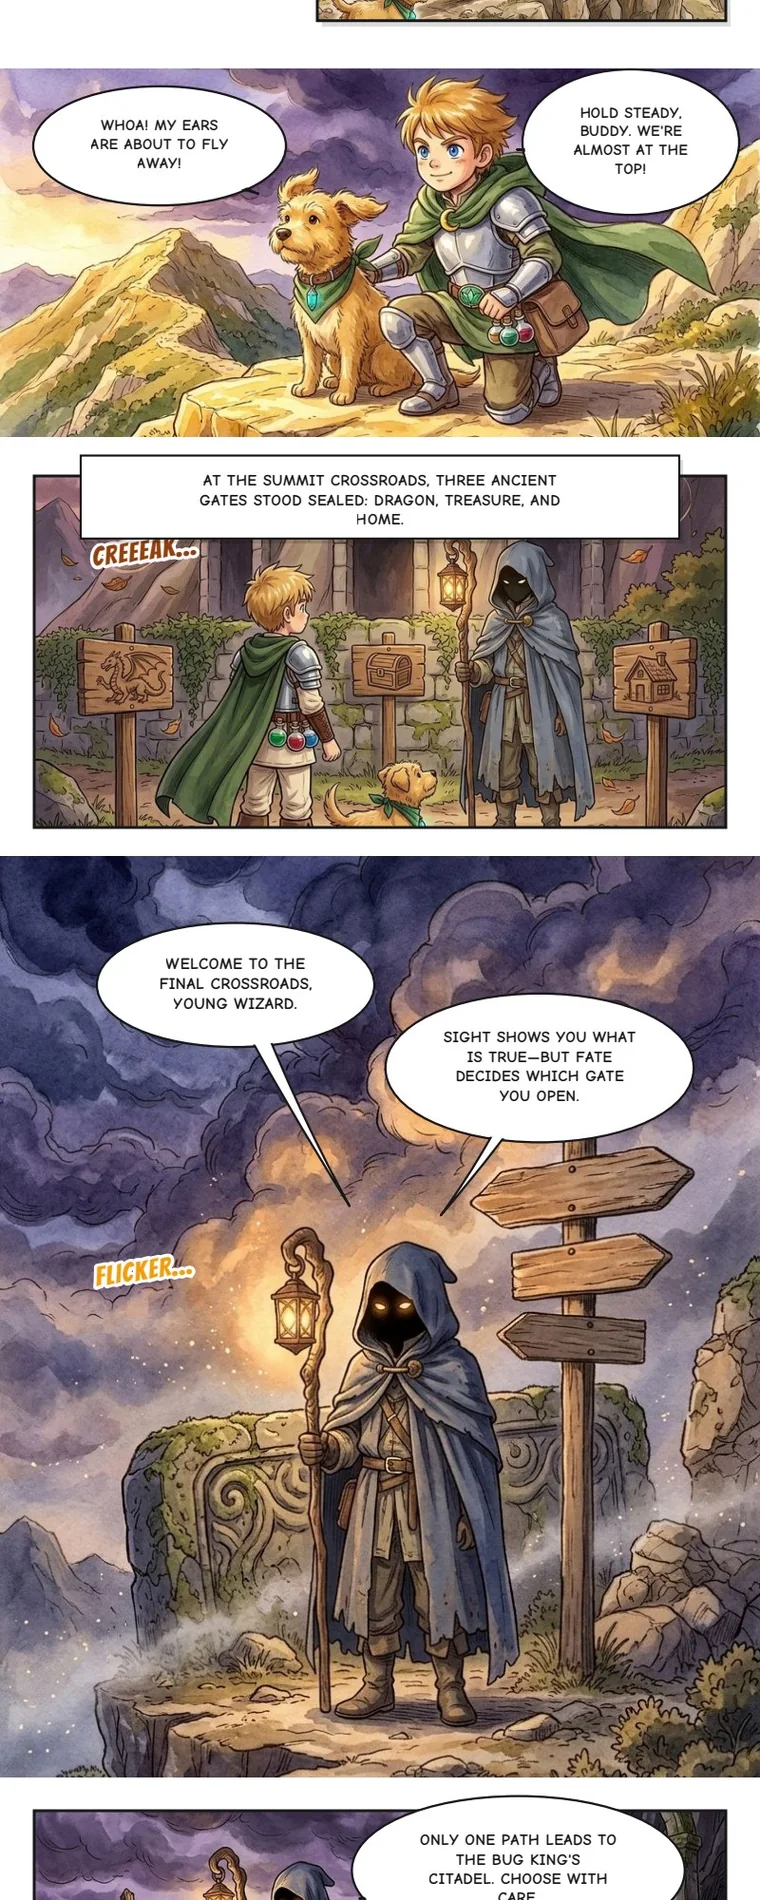 WHOA! MY EARS
ARE ABOUT TO FLY
AWAY!
HOLD STEADY,
BUDDY. WE'RE
ALMOST AT THE
TOP!
AT THE SUMMIT CROSSROADS, THREE ANCIENT
GATES STOOD SEALED: DRAGON, TREASURE, AND
HOME.
CREEEAK...
WELCOME TO THE
FINAL CROSSROADS,
YOUNG WIZARD.
SIGHT SHOWS YOU WHAT
IS TRUE—BUT FATE
DECIDES WHICH GATE
YOU OPEN.
FLICKER...
ONLY ONE PATH LEADS TO
THE BUG KING'S
CITADEL. CHOOSE WITH
CARE.